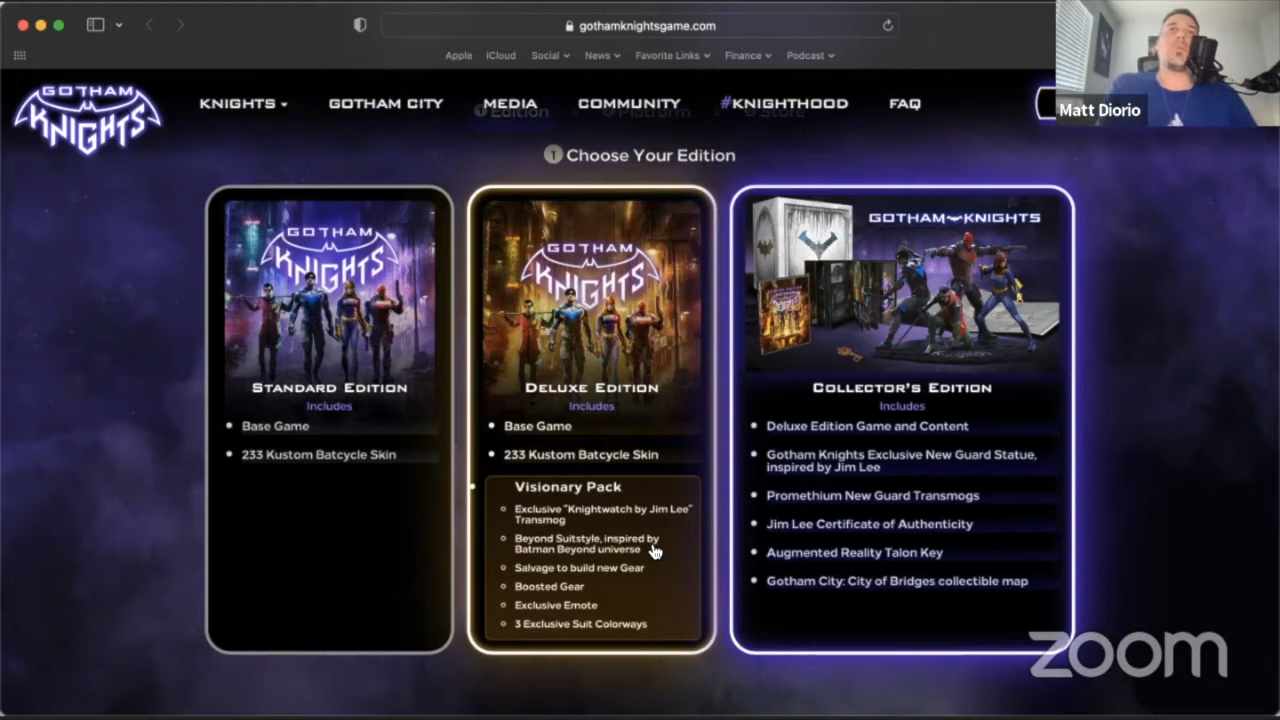 gothamknightsgame.com
Apple iCloud Social News Favorite Links Finance Podcast
Matt Diorio
GOTHAM KNIGHTS
KNIGHTS GOTHAM CITY MEDIA COMMUNITY #KNIGHTHOOD FAQ
1 Edition Platform Store
1 Choose Your Edition
GOTHAM KNIGHTS
STANDARD EDITION
Includes
Base Game
233 Kustom Batcycle Skin
GOTHAM KNIGHTS
DELUXE EDITION
Includes
Base Game
233 Kustom Batcycle Skin
Visionary Pack
Exclusive "Knightwatch by Jim Lee"
Transmog
Beyond Suitstyle, inspired by
Batman Beyond universe
Salvage to build new Gear
Boosted Gear
Exclusive Emote
3 Exclusive Suit Colorways
GOTHAM KNIGHTS
COLLECTOR'S EDITION
Includes
Deluxe Edition Game and Content
Gotham Knights Exclusive New Guard Statue,
inspired by Jim Lee
Promethium New Guard Transmogs
Jim Lee Certificate of Authenticity
Augmented Reality Talon Key
Gotham City: City of Bridges collectible map
zoom